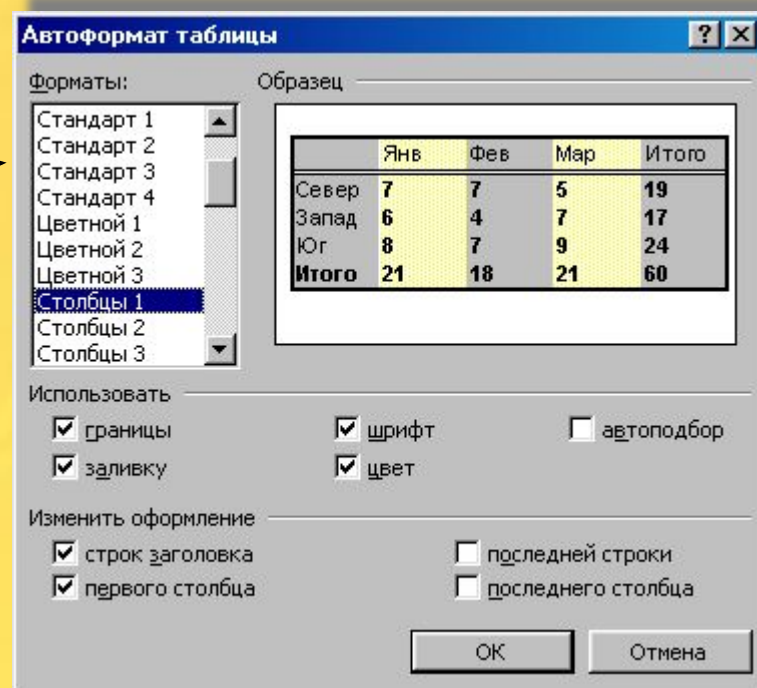 Автоформат таблицы
Форматы:
Стандарт 1
Стандарт 2
Стандарт 3
Стандарт 4
Цветной 1
Цветной 2
Цветной 3
Столбцы 1
Столбцы 2
Столбцы 3
Образец
Янв Фев Мар Итого
Север 7 7 5 19
Запад 6 4 7 17
Юг 8 7 9 24
Итого 21 18 21 60
Использовать
границы шрифт автоподбор
заливку цвет
Изменить оформление
строк заголовка последней строки
первого столбца последнего столбца
ОК Отмена